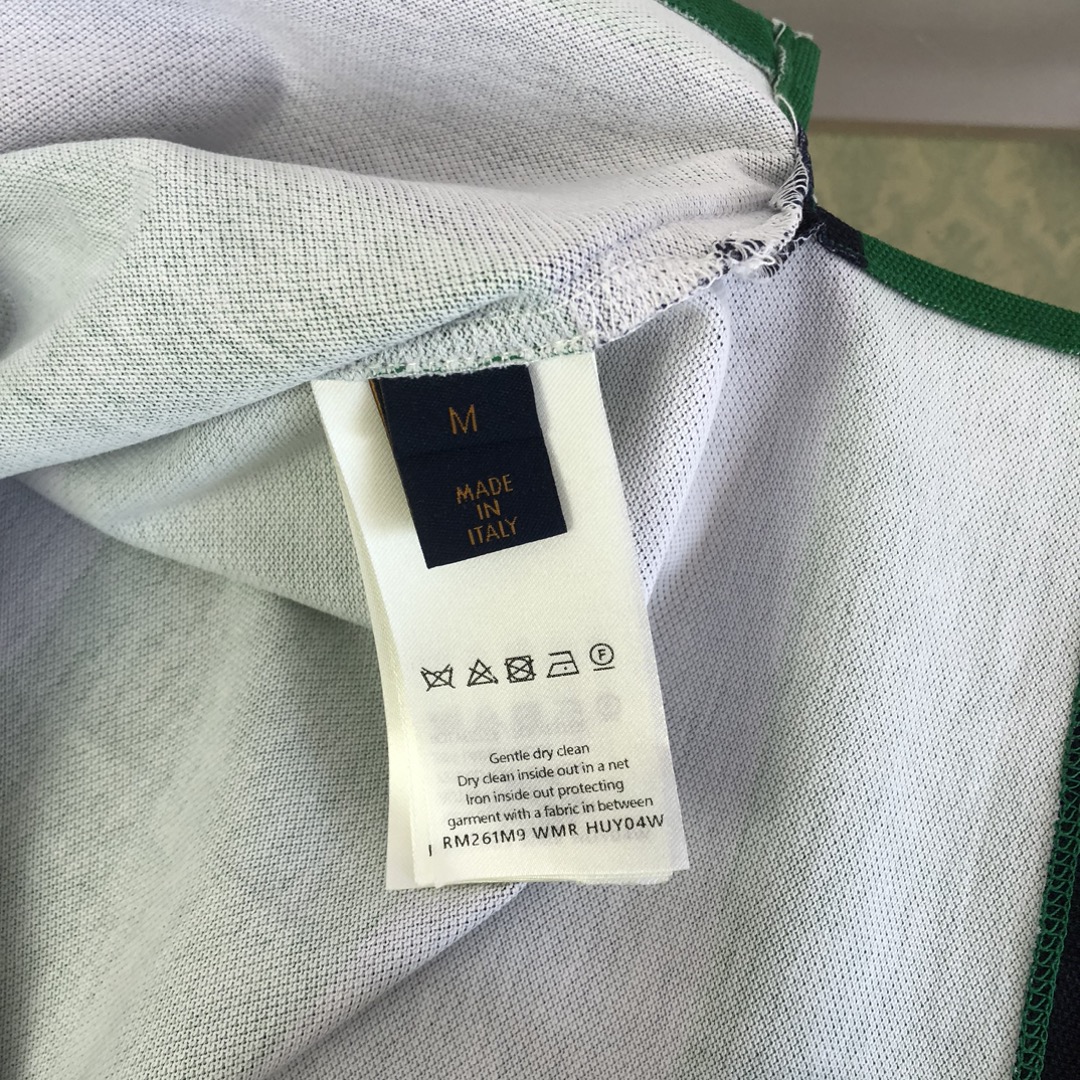 M
MADE
IN
ITALY
F
Gentle dry clean
Dry clean inside out in a net
Iron inside out protecting
garment with a fabric in between
I RM261M9 WMR HUY04W